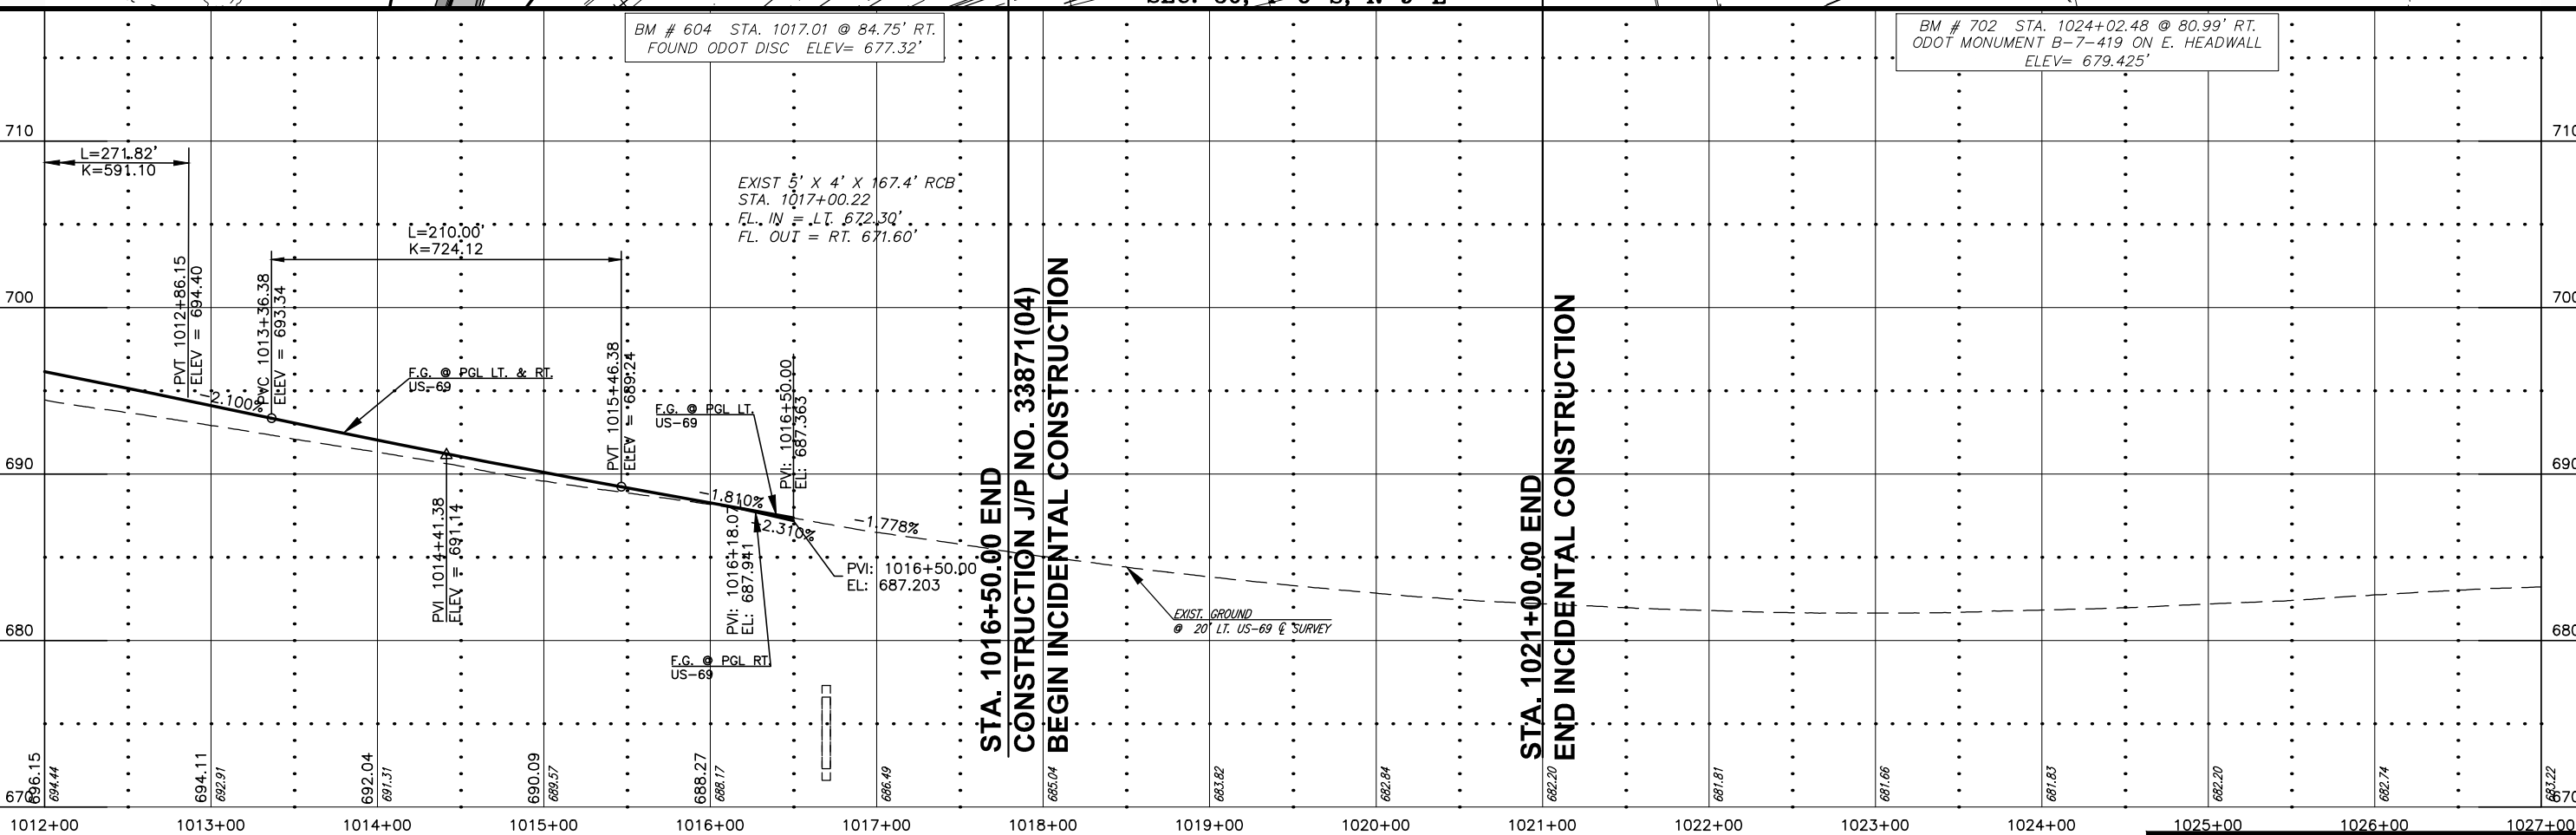 BM # 604 STA. 1017.01 @ 84.75' RT.
FOUND ODOT DISC ELEV= 677.32'
BM # 702 STA. 1024+02.48 @ 80.99' RT.
ODOT MONUMENT B-7-419 ON E. HEADWALL
ELEV= 679.425'
710
710
L=271.82'
K=591.10
EXIST 5' X 4' X 167.4' RCB
STA. 1017+00.22
FL. IN = LT. 672.30'
FL. OUT = RT. 671.60'
L=210.00'
K=724.12
700
700
PVT 1012+86.15
ELEV = 694.40
PVC 1013+36.38
ELEV = 693.34
-2.100%
F.G. @ PGL LT. & RT.
US-69
PVI 1014+41.38
ELEV = 691.14
PVT 1015+46.38
ELEV = 689.24
F.G. @ PGL LT.
US-69
PVI: 1016+50.00
EL: 687.363
690
690
-1.810%
-2.310%
-1.778%
PVI: 1016+18.07
EL: 687.941
PVI: 1016+50.00
EL: 687.203
F.G. @ PGL RT.
US-69
STA. 1016+50.00 END
CONSTRUCTION J/P NO. 33871(04)
BEGIN INCIDENTAL CONSTRUCTION
EXIST. GROUND
@ 20' LT. US-69 ℄ SURVEY
STA. 1021+00.00 END
END INCIDENTAL CONSTRUCTION
680
680
670
670
696.15
694.44
694.11
692.91
692.04
691.31
690.09
689.57
688.27
688.17
686.49
685.04
683.82
682.84
682.20
681.81
681.66
681.83
682.20
682.74
683.22
1012+00
1013+00
1014+00
1015+00
1016+00
1017+00
1018+00
1019+00
1020+00
1021+00
1022+00
1023+00
1024+00
1025+00
1026+00
1027+00